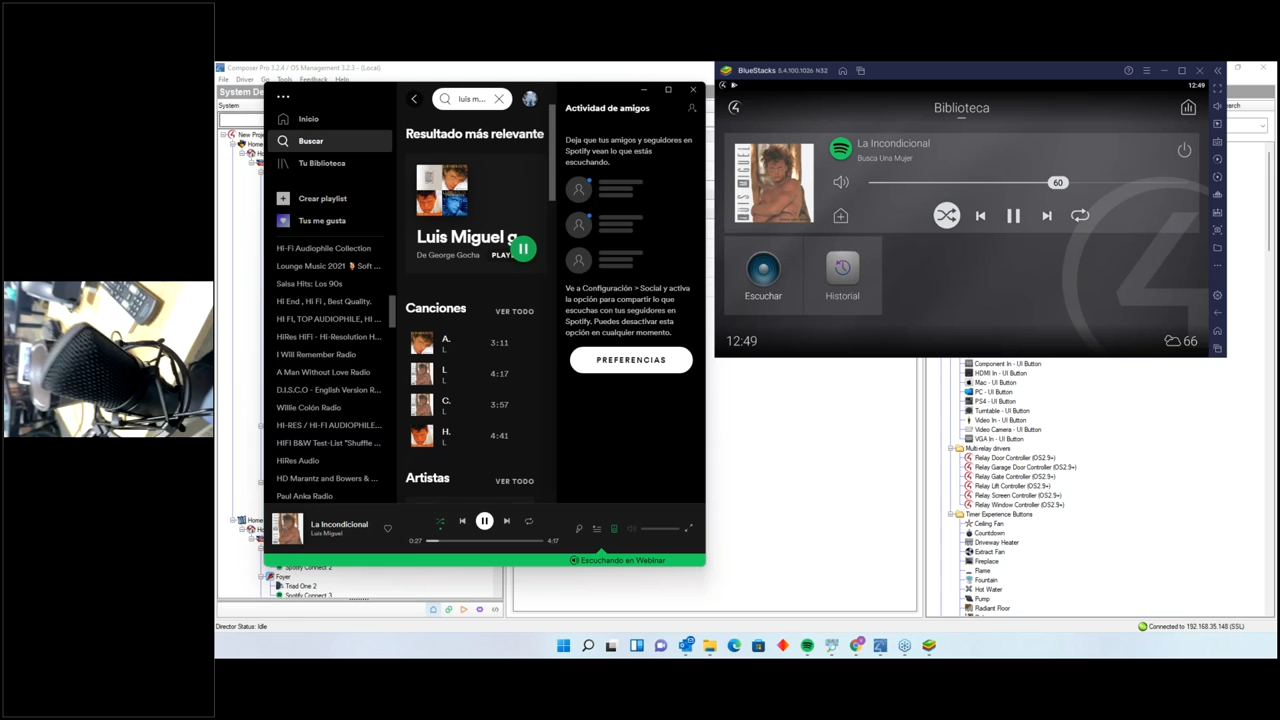 Composer Pro 3.2.4 / OS Management 3.2.3 - (Local)
File Driver Go Tools Feedback Help
System De
System
New Proje
Home
Inicio
Buscar
Tu Biblioteca
Crear playlist
Tus me gusta
Hi-Fi Audiophile Collection
Lounge Music 2021 Soft ...
Salsa Hits: Los 90s
Hi End , Hi Fi , Best Quality.
HI FI, TOP AUDIOPHILE, HI ...
HiRes HIFI - Hi-Resolution H...
I Will Remember Radio
A Man Without Love Radio
D.I.S.C.O - English Version R...
Willie Colón Radio
HI-RES / HI-FI AUDIOPHILE...
HIFI B&W Test-List "Shuffle ...
HiRes Audio
HD Marantz and Bowers & ...
Paul Anka Radio
luis m...
Resultado más relevante
Luis Miguel g
De George Gocha PLAY
Canciones VER TODO
A. 3:11
L
L 4:17
L
C. 3:57
L
H. 4:41
L
Artistas VER TODO
Actividad de amigos
Deja que tus amigos y seguidores en
Spotify vean lo que estás
escuchando.
Ve a Configuración > Social y activa
la opción para compartir lo que
escuchas con tus seguidores en
Spotify. Puedes desactivar esta
opción en cualquier momento.
PREFERENCIAS
La Incondicional
Luis Miguel
0:27 4:17
Escuchando en Webinar
Spotify Connect 2
Foyer
Triad One 2
Spotify Connect 3
Director Status: Idle
BlueStacks 5.4.100.1026 N32
12:49
Biblioteca
LUIS MIGUEL
La Incondicional
Busca Una Mujer
60
Escuchar
Historial
12:49
66
earch
Component In - UI Button
HDMI In - UI Button
Mac - UI Button
PC - UI Button
PS4 - UI Button
Turntable - UI Button
Video In - UI Button
Video Camera - UI Button
VGA In - UI Button
Multi-relay drivers
Relay Door Controller (OS2.9+)
Relay Garage Door Controller (OS2.9+)
Relay Gate Controller (OS2.9+)
Relay Lift Controller (OS2.9+)
Relay Screen Controller (OS2.9+)
Relay Window Controller (OS2.9+)
Timer Experience Buttons
Ceiling Fan
Countdown
Driveway Heater
Extract Fan
Fireplace
Flame
Fountain
Hot Water
Pump
Radiant Floor
Connected to 192.168.35.148 (SSL)